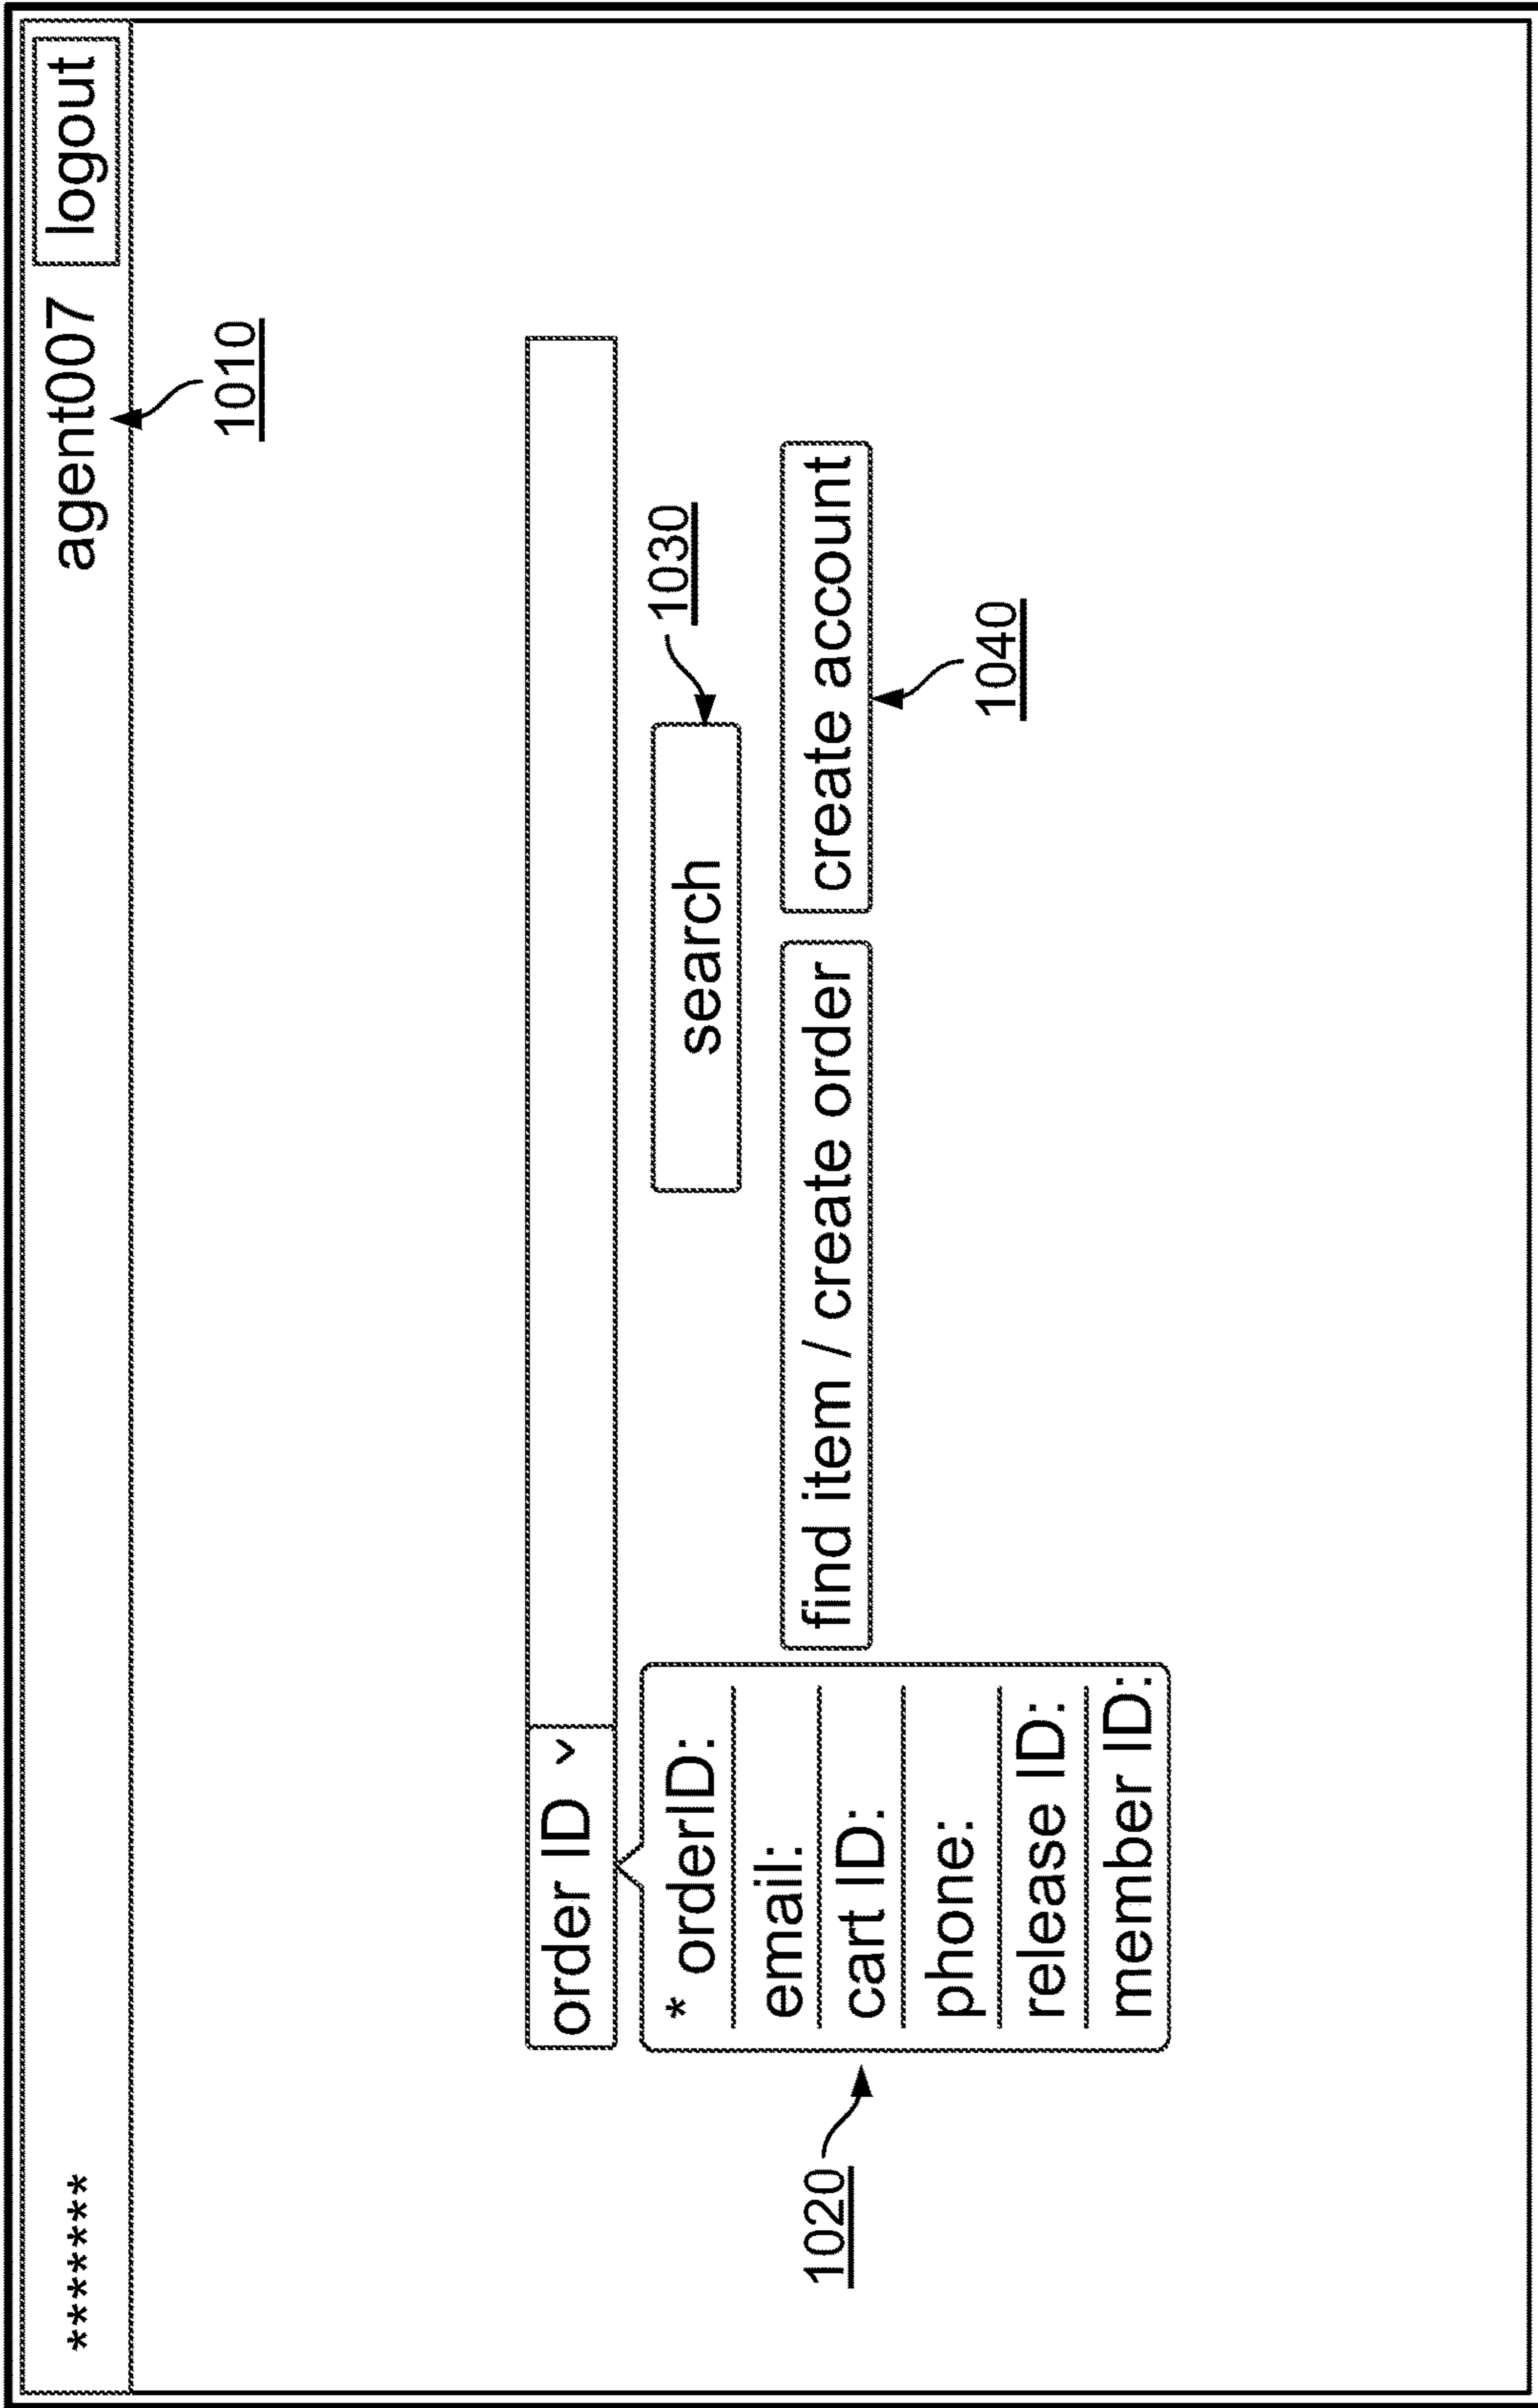 ******* agent007 logout
1010
order ID ˅
1030
search
* orderID:
email:
find item / create order create account
cart ID:
1020
1040
phone:
release ID:
member ID: